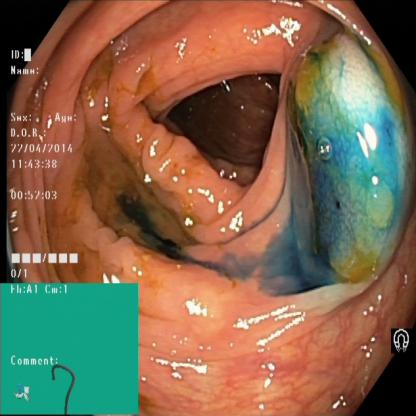 ID:
Name:
Sex: Age:
D.O.B.:
22/04/2014
11:43:38
00:52:03
■■■/■■■
0/1
Eh:A1 Cm:1
Comment: